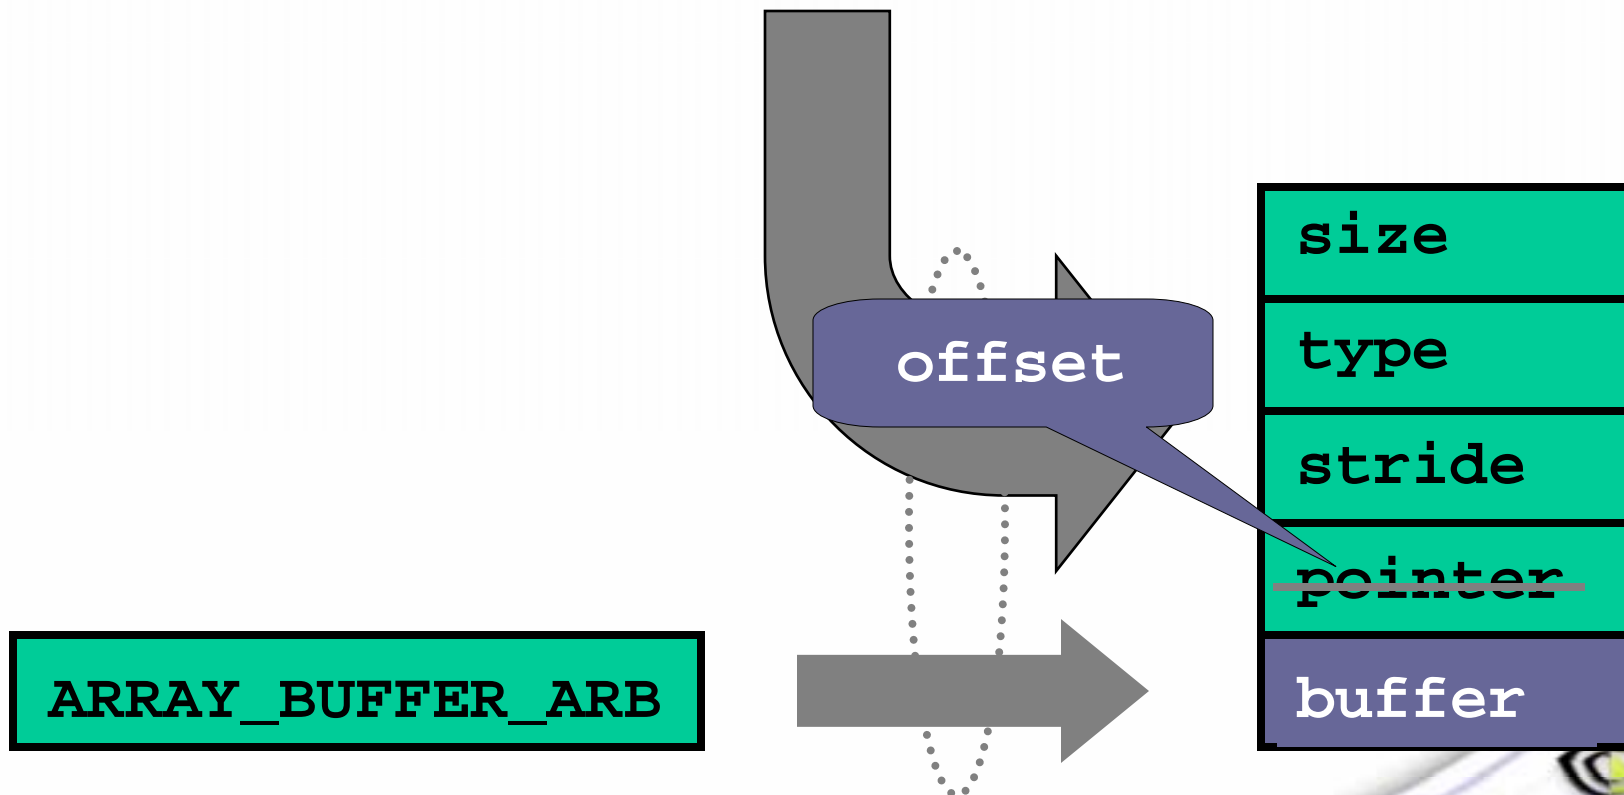 size
type
offset
stride
pointer
ARRAY_BUFFER_ARB
buffer